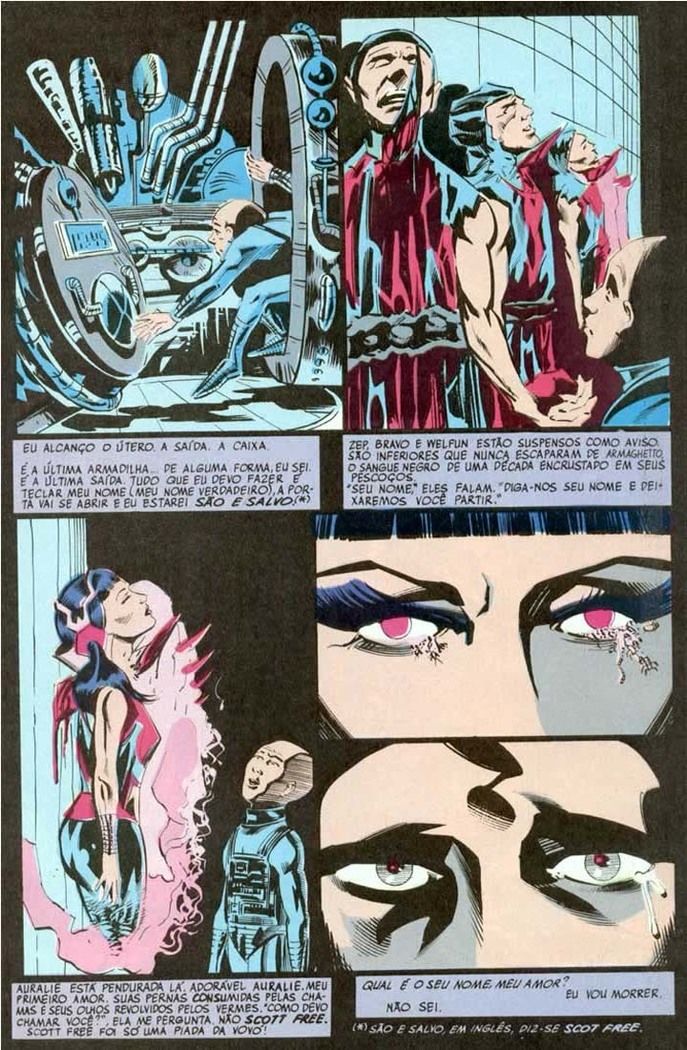 EU ALCANÇO O ÚTERO. A SAÍDA. A CAIXA.
É A ÚLTIMA ARMADILHA... DE ALGUMA FORMA, EU SEI.
É A ÚLTIMA SAÍDA. TUDO QUE EU DEVO FAZER É
TECLAR MEU NOME (MEU NOME VERDADEIRO), A POR-
TA VAI SE ABRIR E EU ESTAREI SÃO E SALVO.(*)
ZEP, BRAVO E WELFUN ESTÃO SUSPENSOS COMO AVISO.
SÃO INFERIORES QUE NUNCA ESCAPARAM DE ARMAGHETTO,
O SANGUE NEGRO DE UMA DÉCADA ENCRUSTADO EM SEUS
PESCOÇOS.
"SEU NOME," ELES FALAM. "DIGA-NOS SEU NOME E DEI-
XAREMOS VOCÊ PARTIR."
AURALIE ESTÁ PENDURADA LÁ. ADORÁVEL AURALIE. MEU
PRIMEIRO AMOR. SUAS PERNAS CONSUMIDAS PELAS CHA-
MAS E SEUS OLHOS REVOLVIDOS PELOS VERMES. "COMO DEVO
CHAMAR VOCÊ?", ELA ME PERGUNTA. NÃO SCOTT FREE.
SCOTT FREE FOI SÓ UMA PIADA DA VOVÓ!
QUAL É O SEU NOME, MEU AMOR?
EU VOU MORRER.
NÃO SEI.
(*) SÃO E SALVO, EM INGLÊS, DIZ-SE SCOT FREE.